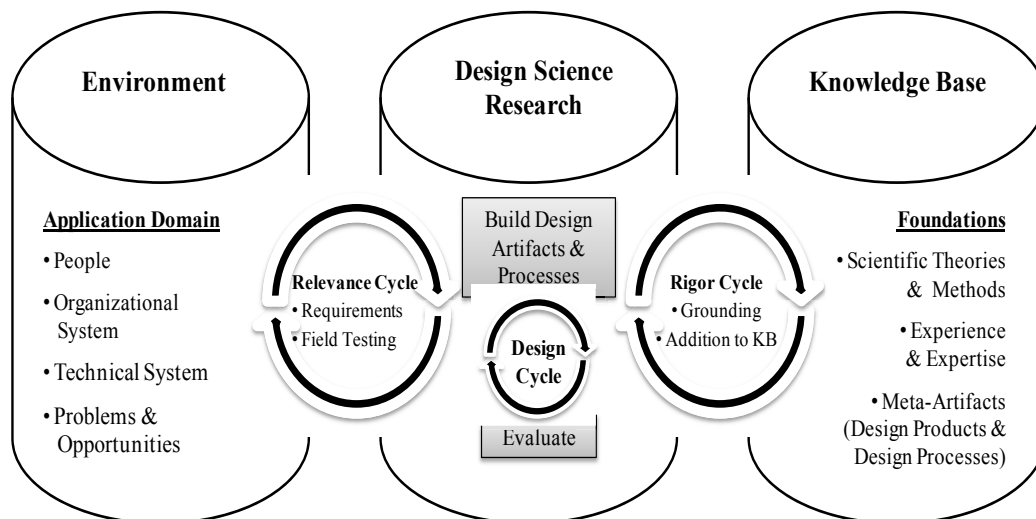 Environment
Design Science
Research
Knowledge Base
Application Domain
• People
• Organizational
System
• Technical System
• Problems &
Opportunities
Relevance Cycle
• Requirements
• Field Testing
Build Design
Artifacts &
Processes
Design
Cycle
Evaluate
Rigor Cycle
• Grounding
• Addition to KB
Foundations
• Scientific Theories
& Methods
• Experience
& Expertise
• Meta-Artifacts
(Design Products &
Design Processes)